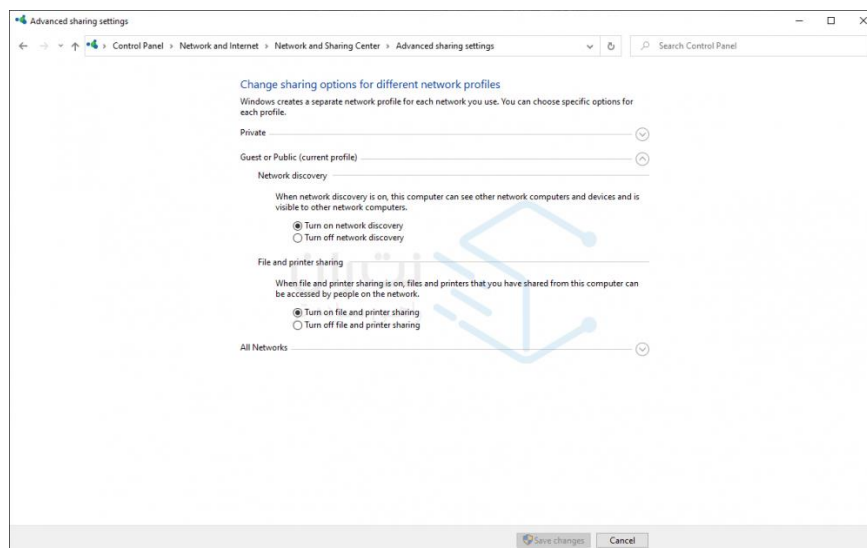 Advanced sharing settings
Control Panel > Network and Internet > Network and Sharing Center > Advanced sharing settings
Search Control Panel
Change sharing options for different network profiles
Windows creates a separate network profile for each network you use. You can choose specific options for
each profile.
Private
Guest or Public (current profile)
Network discovery
When network discovery is on, this computer can see other network computers and devices and is
visible to other network computers.
Turn on network discovery
Turn off network discovery
File and printer sharing
When file and printer sharing is on, files and printers that you have shared from this computer can
be accessed by people on the network.
Turn on file and printer sharing
Turn off file and printer sharing
All Networks
Save changes
Cancel